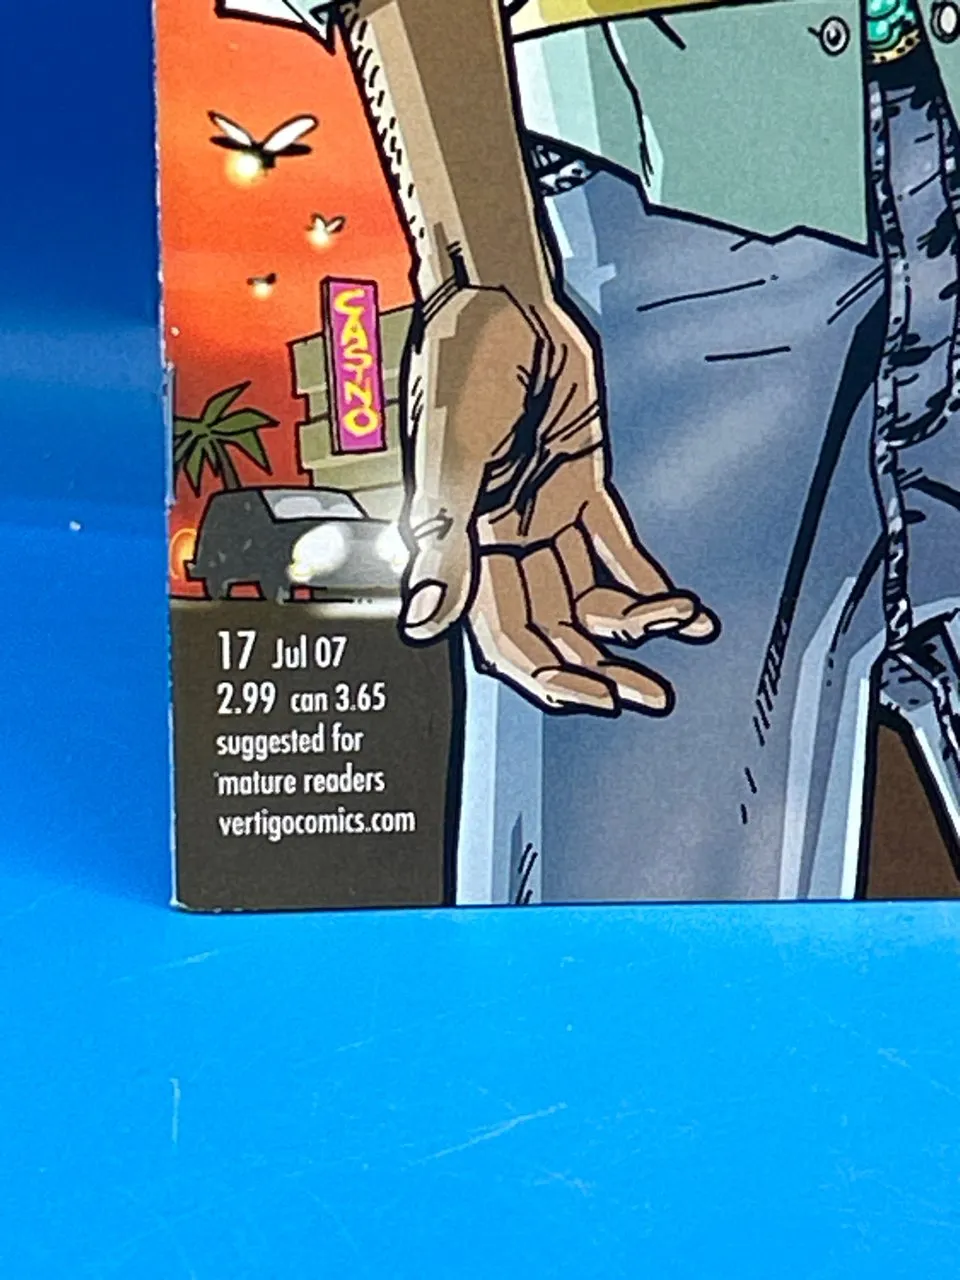 CASINO
17 Jul 07
2.99 can 3.65
suggested for
mature readers
vertigocomics.com